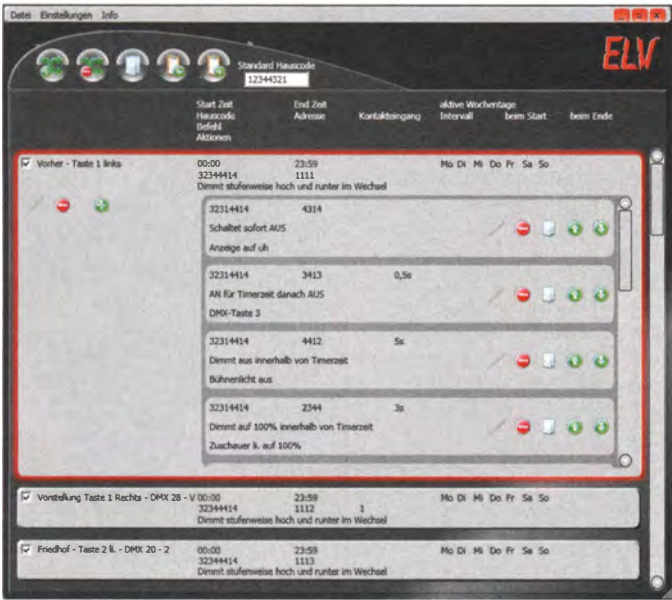 Datei Einstellungen Info
ELV
Standard Hauscode
12344321
Start Zeit End Zeit aktive Wochentage
Hauscode Adresse Kontakteingang Intervall beim Start beim Ende
Befehl
Aktionen
Vorher - Taste 1 links 00:00 23:59 Mo Di Mi Do Fr Sa So
32344414 1111
Dimmt stufenweise hoch und runter im Wechsel
32314414 4314
Schaltet sofort AUS
Anzeige auf uh
32314414 3413 0,5s
AN für Timerzeit danach AUS
DMX-Taste 3
32314414 4412 5s
Dimmt aus innerhalb von Timerzeit
Bühnenlicht aus
32314414 2344 3s
Dimmt auf 100% innerhalb von Timerzeit
Zuschauer li. auf 100%
Vorstellung Taste 1 Rechts - DMX 28 - V 00:00 23:59 Mo Di Mi Do Fr Sa So
32344414 1112 1
Dimmt stufenweise hoch und runter im Wechsel
Friedhof - Taste 2 li. - DMX 20 - 2 00:00 23:59 Mo Di Mi Do Fr Sa So
32344414 1113
Dimmt stufenweise hoch und runter im Wechsel